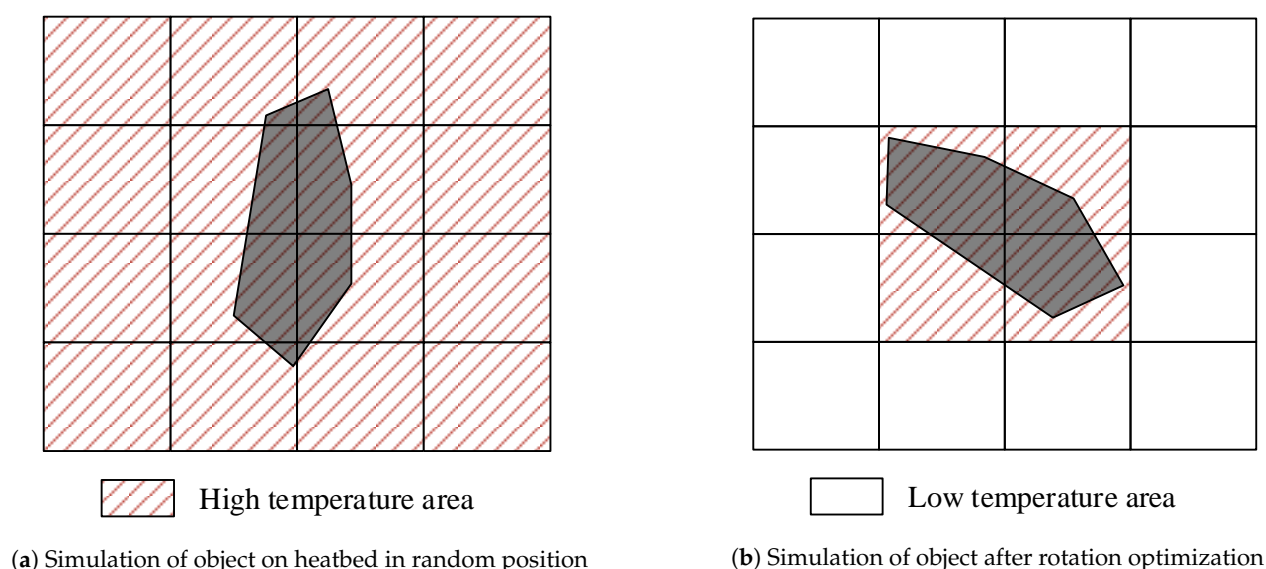 High temperature area
Low temperature area
(a) Simulation of object on heatbed in random position
(b) Simulation of object after rotation optimization